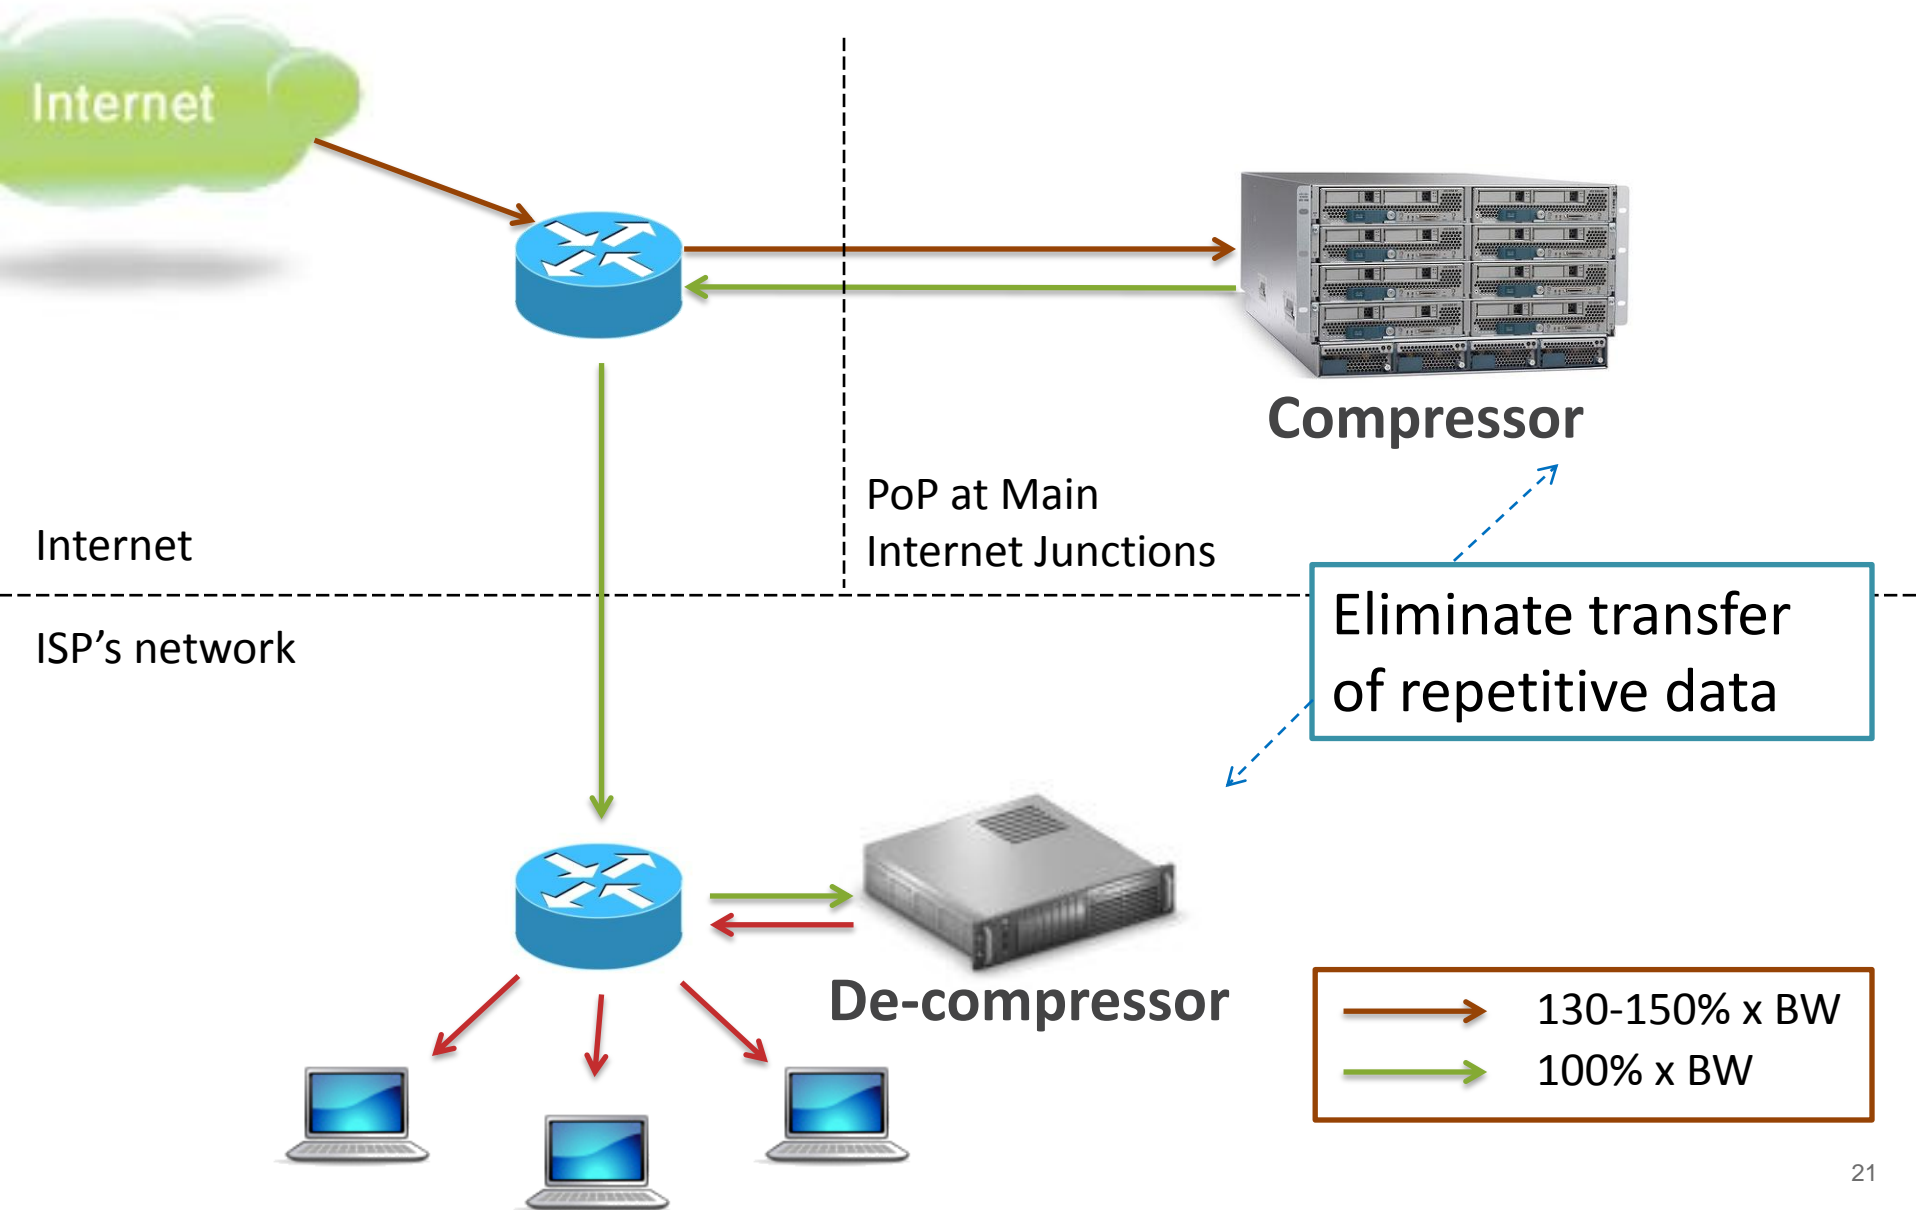 Internet
Compressor
PoP at Main
Internet Junctions
Internet
ISP’s network
Eliminate transfer
of repetitive data
De-compressor
130-150% x BW
100% x BW
21